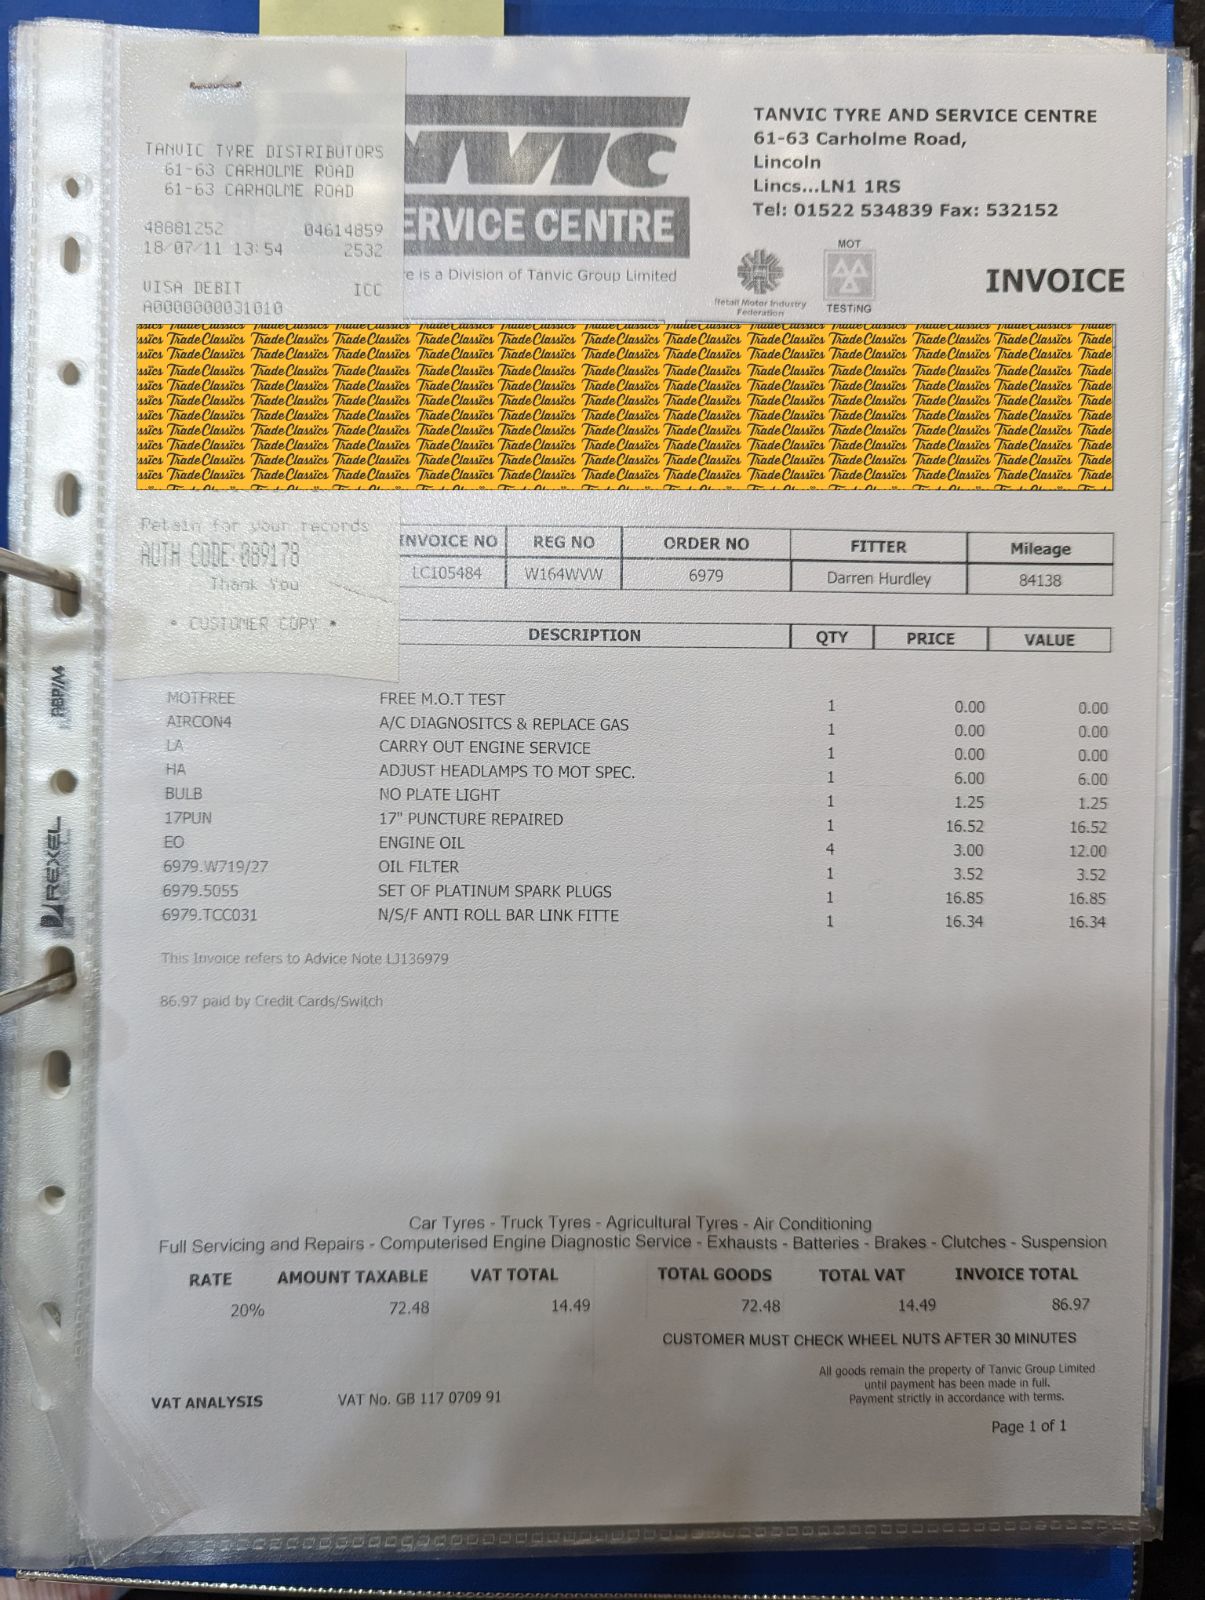 TANVIC TYRE DISTRIBUTORS
61-63 CARHOLME ROAD
61-63 CARHOLME ROAD
48881252 04614859
18/07/11 13:54 2532
VISA DEBIT ICC
A0000000031010
ERVICE CENTRE
e is a Division of Tanvic Group Limited
TANVIC TYRE AND SERVICE CENTRE
61-63 Carholme Road,
Lincoln
Lincs...LN1 1RS
Tel: 01522 534839 Fax: 532152
Retail Motor Industry
Federation
MOT
TESTING
INVOICE
Trade Classics
Retain for your records
AUTH CODE:089178
Thank You
* CUSTOMER COPY *
INVOICE NO REG NO ORDER NO FITTER Mileage
LC105484 W164WVW 6979 Darren Hurdley 84138
DESCRIPTION QTY PRICE VALUE
MOTFREE FREE M.O.T TEST 1 0.00 0.00
AIRCON4 A/C DIAGNOSITCS & REPLACE GAS 1 0.00 0.00
LA CARRY OUT ENGINE SERVICE 1 0.00 0.00
HA ADJUST HEADLAMPS TO MOT SPEC. 1 6.00 6.00
BULB NO PLATE LIGHT 1 1.25 1.25
17PUN 17" PUNCTURE REPAIRED 1 16.52 16.52
EO ENGINE OIL 4 3.00 12.00
6979.W719/27 OIL FILTER 1 3.52 3.52
6979.5055 SET OF PLATINUM SPARK PLUGS 1 16.85 16.85
6979.TCC031 N/S/F ANTI ROLL BAR LINK FITTE 1 16.34 16.34
This Invoice refers to Advice Note LJ136979
86.97 paid by Credit Cards/Switch
REXEL
Car Tyres - Truck Tyres - Agricultural Tyres - Air Conditioning
Full Servicing and Repairs - Computerised Engine Diagnostic Service - Exhausts - Batteries - Brakes - Clutches - Suspension
RATE AMOUNT TAXABLE VAT TOTAL TOTAL GOODS TOTAL VAT INVOICE TOTAL
20% 72.48 14.49 72.48 14.49 86.97
CUSTOMER MUST CHECK WHEEL NUTS AFTER 30 MINUTES
All goods remain the property of Tanvic Group Limited
until payment has been made in full.
Payment strictly in accordance with terms.
VAT ANALYSIS VAT No. GB 117 0709 91
Page 1 of 1